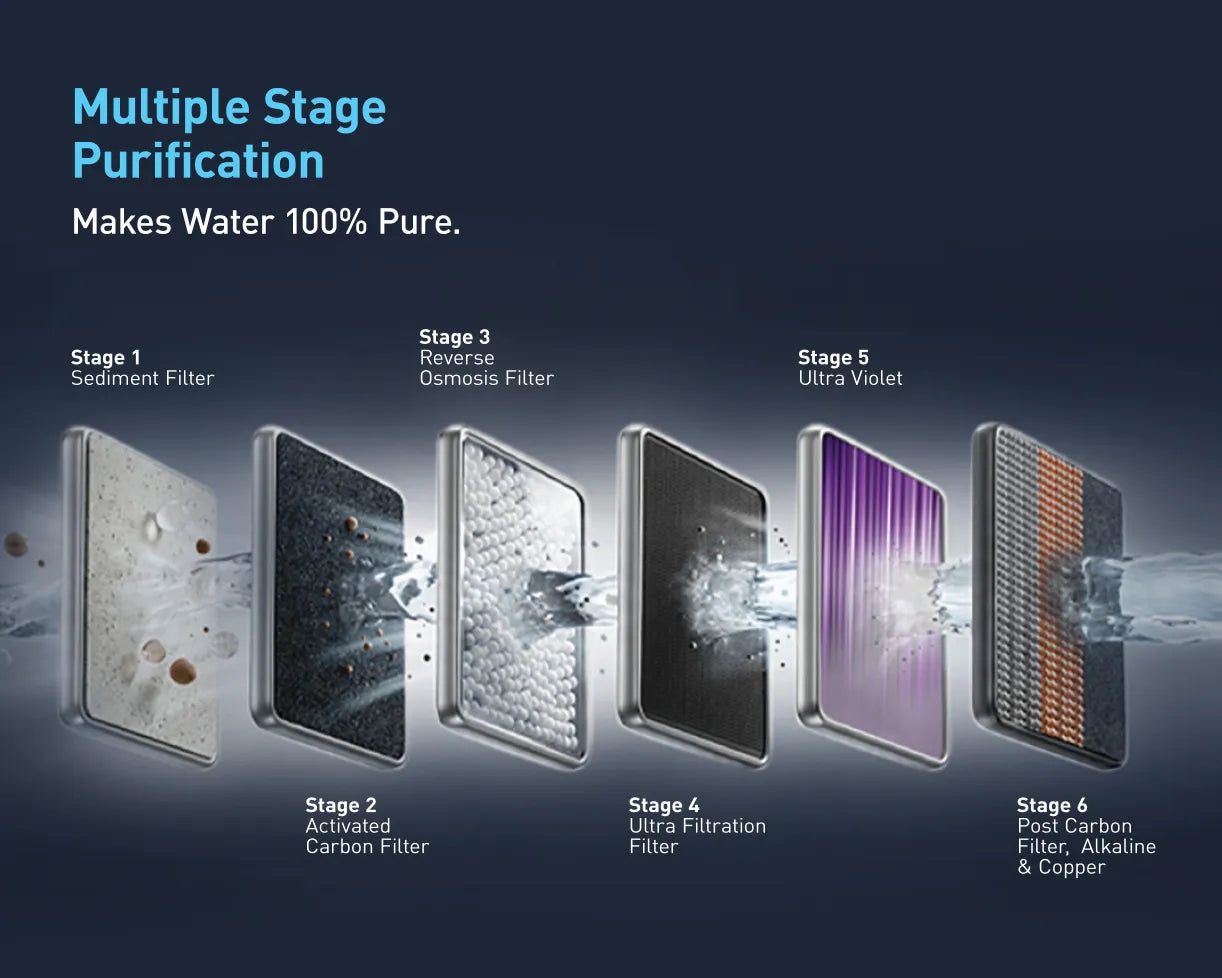 Multiple Stage
Purification
Makes Water 100% Pure.
Stage 1
Sediment Filter
Stage 2
Activated
Carbon Filter
Stage 3
Reverse
Osmosis Filter
Stage 4
Ultra Filtration
Filter
Stage 5
Ultra Violet
Stage 6
Post Carbon
Filter, Alkaline
& Copper